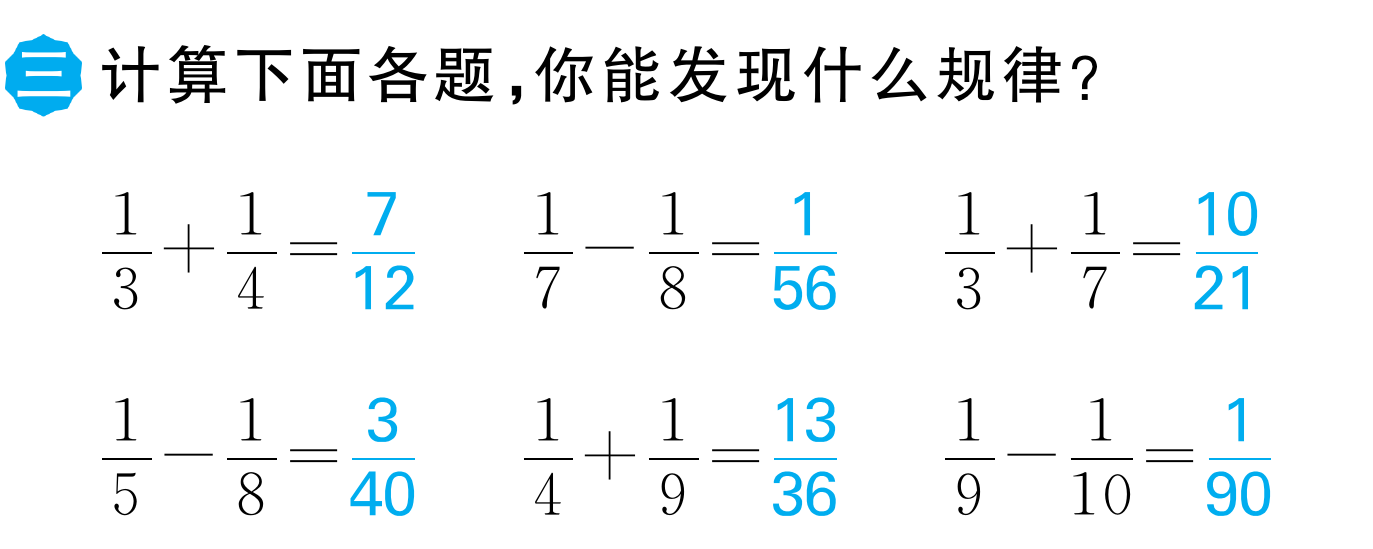 三 计算下面各题,你能发现什么规律?
1/3 + 1/4 = 7/12 1/7 - 1/8 = 1/56 1/3 + 1/7 = 10/21
1/5 - 1/8 = 3/40 1/4 + 1/9 = 13/36 1/9 - 1/10 = 1/90